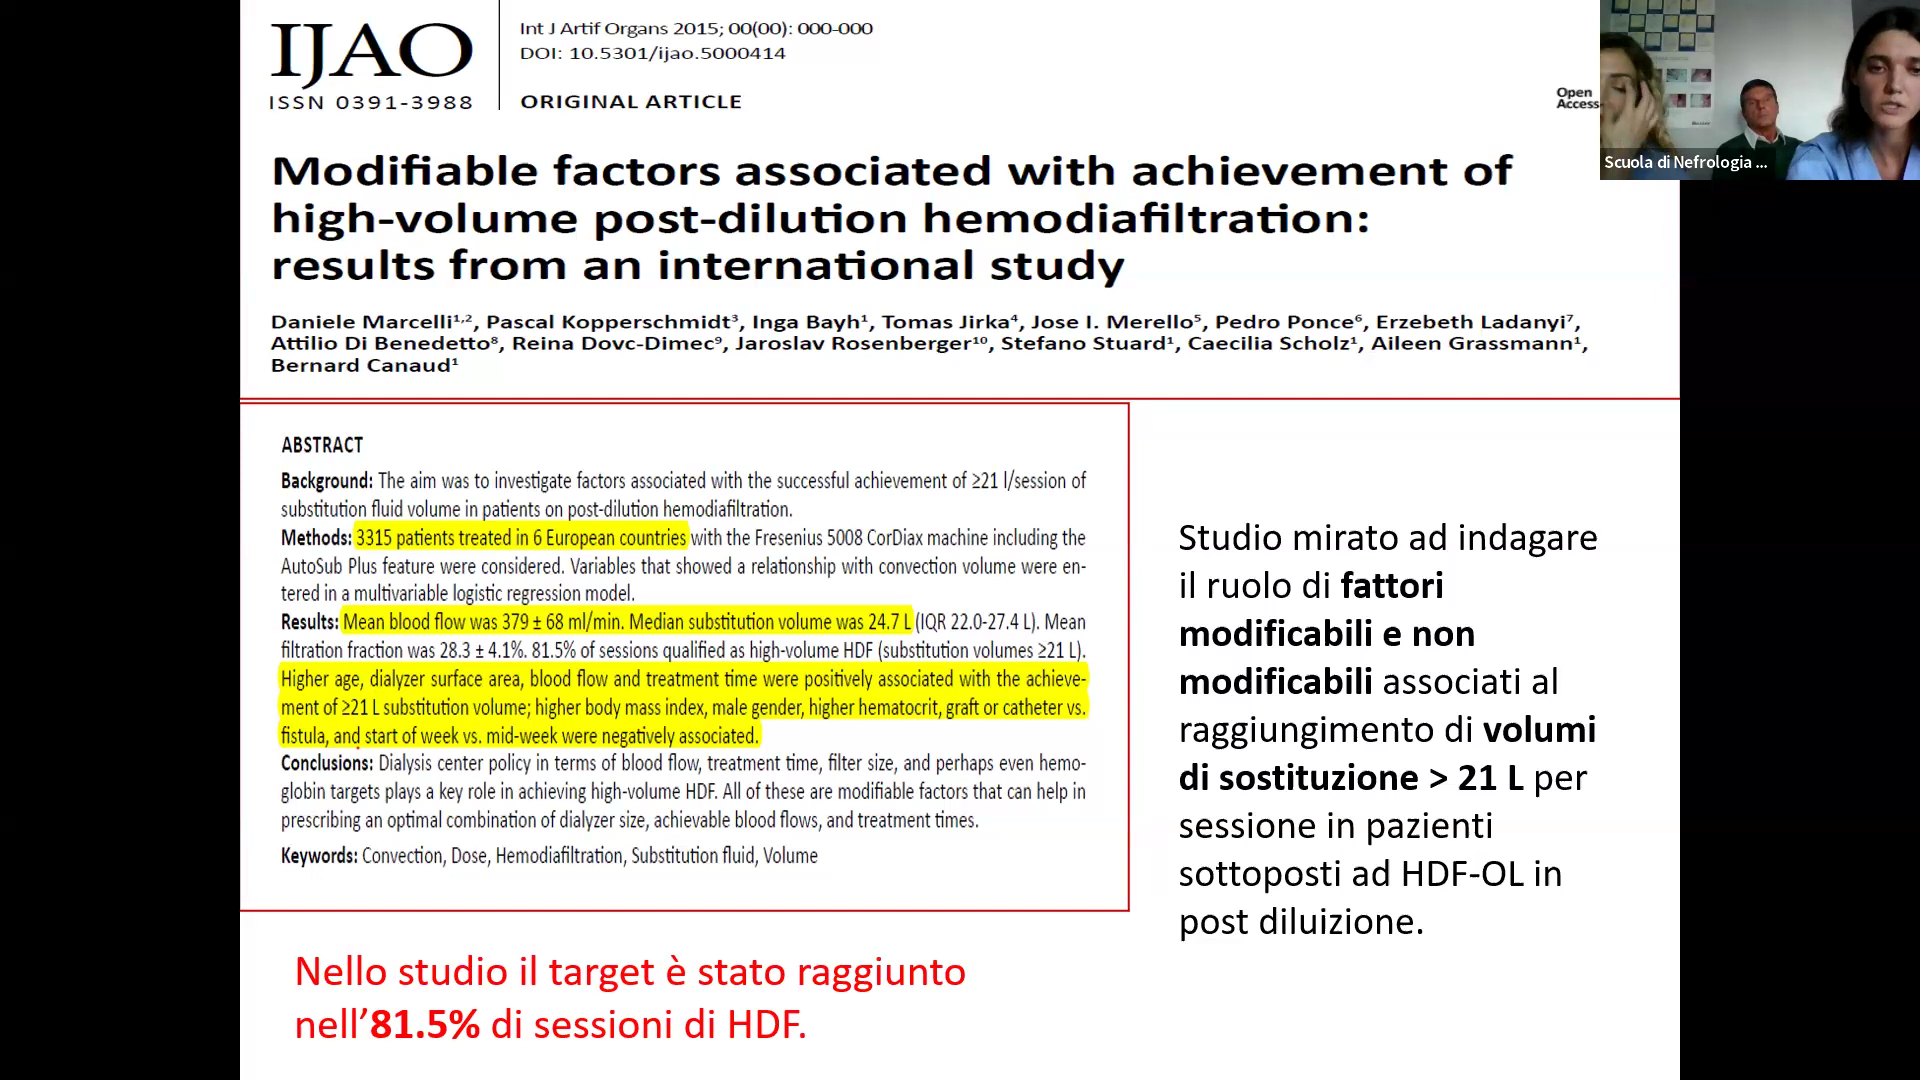 IJAO
ISSN 0391-3988
Int J Artif Organs 2015; 00(00): 000-000
DOI: 10.5301/ijao.5000414
ORIGINAL ARTICLE
Open
Access
Scuola di Nefrologia ...
Modifiable factors associated with achievement of
high-volume post-dilution hemodiafiltration:
results from an international study
Daniele Marcelli1,2, Pascal Kopperschmidt3, Inga Bayh1, Tomas Jirka4, Jose I. Merello5, Pedro Ponce6, Erzebeth Ladanyi7,
Attilio Di Benedetto8, Reina Dovc-Dimec9, Jaroslav Rosenberger10, Stefano Stuard1, Caecilia Scholz1, Aileen Grassmann1,
Bernard Canaud1
ABSTRACT
Background: The aim was to investigate factors associated with the successful achievement of ≥21 l/session of
substitution fluid volume in patients on post-dilution hemodiafiltration.
Methods: 3315 patients treated in 6 European countries with the Fresenius 5008 CorDiax machine including the
AutoSub Plus feature were considered. Variables that showed a relationship with convection volume were en-
tered in a multivariable logistic regression model.
Results: Mean blood flow was 379 ± 68 ml/min. Median substitution volume was 24.7 L (IQR 22.0-27.4 L). Mean
filtration fraction was 28.3 ± 4.1%. 81.5% of sessions qualified as high-volume HDF (substitution volumes ≥21 L).
Higher age, dialyzer surface area, blood flow and treatment time were positively associated with the achieve-
ment of ≥21 L substitution volume; higher body mass index, male gender, higher hematocrit, graft or catheter vs.
fistula, and start of week vs. mid-week were negatively associated.
Conclusions: Dialysis center policy in terms of blood flow, treatment time, filter size, and perhaps even hemo-
globin targets plays a key role in achieving high-volume HDF. All of these are modifiable factors that can help in
prescribing an optimal combination of dialyzer size, achievable blood flows, and treatment times.
Keywords: Convection, Dose, Hemodiafiltration, Substitution fluid, Volume
Studio mirato ad indagare
il ruolo di fattori
modificabili e non
modificabili associati al
raggiungimento di volumi
di sostituzione > 21 L per
sessione in pazienti
sottoposti ad HDF-OL in
post diluizione.
Nello studio il target è stato raggiunto
nell’81.5% di sessioni di HDF.